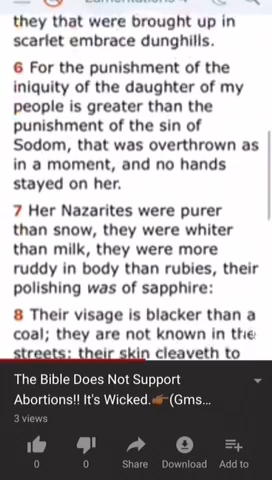 they that were brought up in
scarlet embrace dunghills.
6 For the punishment of the
iniquity of the daughter of my
people is greater than the
punishment of the sin of
Sodom, that was overthrown as
in a moment, and no hands
stayed on her.
7 Her Nazarites were purer
than snow, they were whiter
than milk, they were more
ruddy in body than rubies, their
polishing was of sapphire:
8 Their visage is blacker than a
coal; they are not known in the
streets: their skin cleaveth to
The Bible Does Not Support
Abortions!! It's Wicked.👉🏾(Gms...
3 views
0 0 Share Download Add to